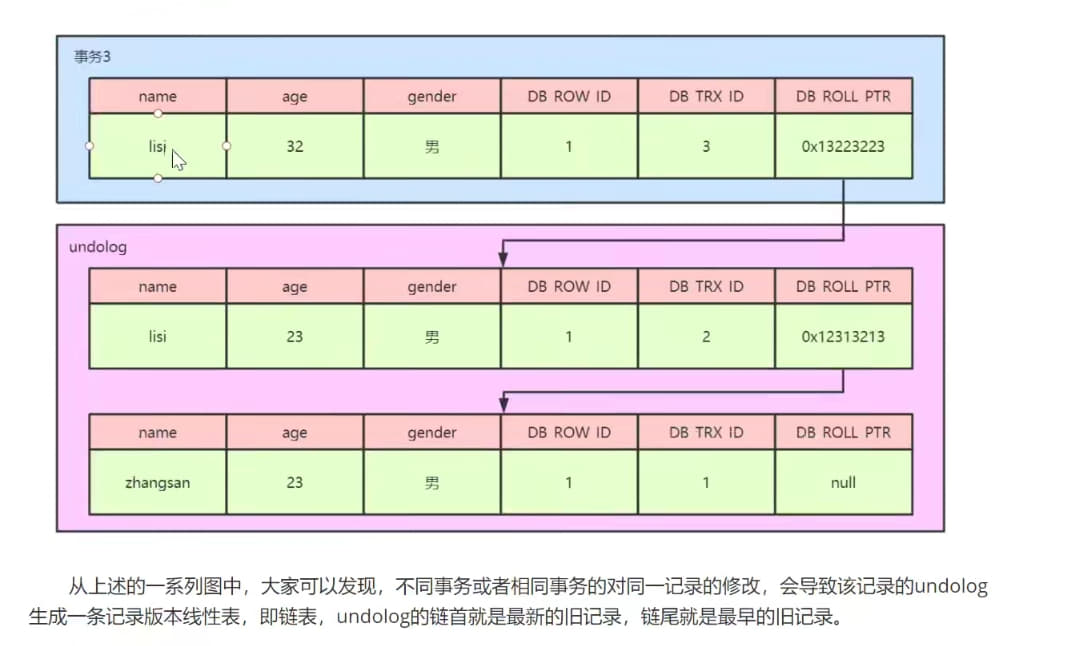 事务3
name age gender DB ROW ID DB TRX ID DB ROLL PTR
lisi 32 男 1 3 0x13223223
undolog
name age gender DB ROW ID DB TRX ID DB ROLL PTR
lisi 23 男 1 2 0x12313213
name age gender DB ROW ID DB TRX ID DB ROLL PTR
zhangsan 23 男 1 1 null
从上述的一系列图中，大家可以发现，不同事务或者相同事务的对同一记录的修改，会导致该记录的undolog
生成一条记录版本线性表，即链表，undolog的链首就是最新的旧记录，链尾就是最早的旧记录。